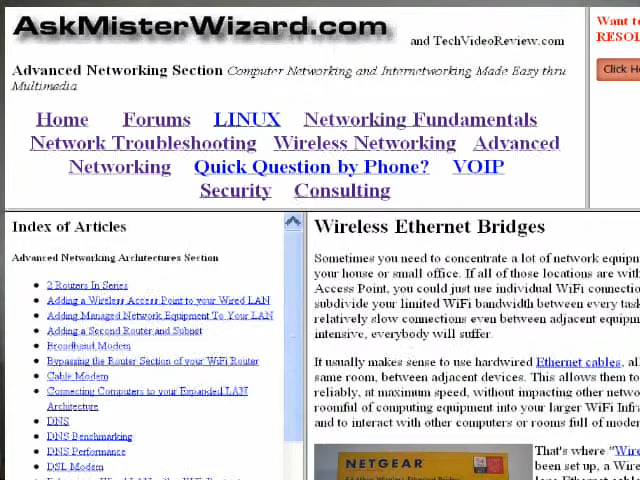 AskMisterWizard.com and TechVideoReview.com
Advanced Networking Section Computer Networking and Internetworking Made Easy thru
Multimedia
Want to
RESOL
Click He
Home Forums LINUX Networking Fundamentals
Network Troubleshooting Wireless Networking Advanced
Networking Quick Question by Phone? VOIP
Security Consulting
Index of Articles
Advanced Networking Architectures Section
2 Routers In Series
Adding a Wireless Access Point to your Wired LAN
Adding Managed Network Equipment To Your LAN
Adding a Second Router and Subnet
Broadband Modem
Bypassing the Router Section of your WiFi Router
Cable Modem
Connecting Computers to your Expanded LAN
Architecture
DNS
DNS Benchmarking
DNS Performance
DSL Modem
Wireless Ethernet Bridges
Sometimes you need to concentrate a lot of network equipm
your house or small office. If all of those locations are with
Access Point, you could just use individual WiFi connectio
subdivide your limited WiFi bandwidth between every task
relatively slow connections even between adjacent equipm
intensive, everybody will suffer.
It usually makes sense to use hardwired Ethernet cables, al
same room, between adjacent devices. This allows them to
reliably, at maximum speed, without impacting other netwo
roomful of computing equipment into your larger WiFi Infra
and to interact with other computers or rooms full of moder
NETGEAR
That's where "Wire
been set up, a Wire